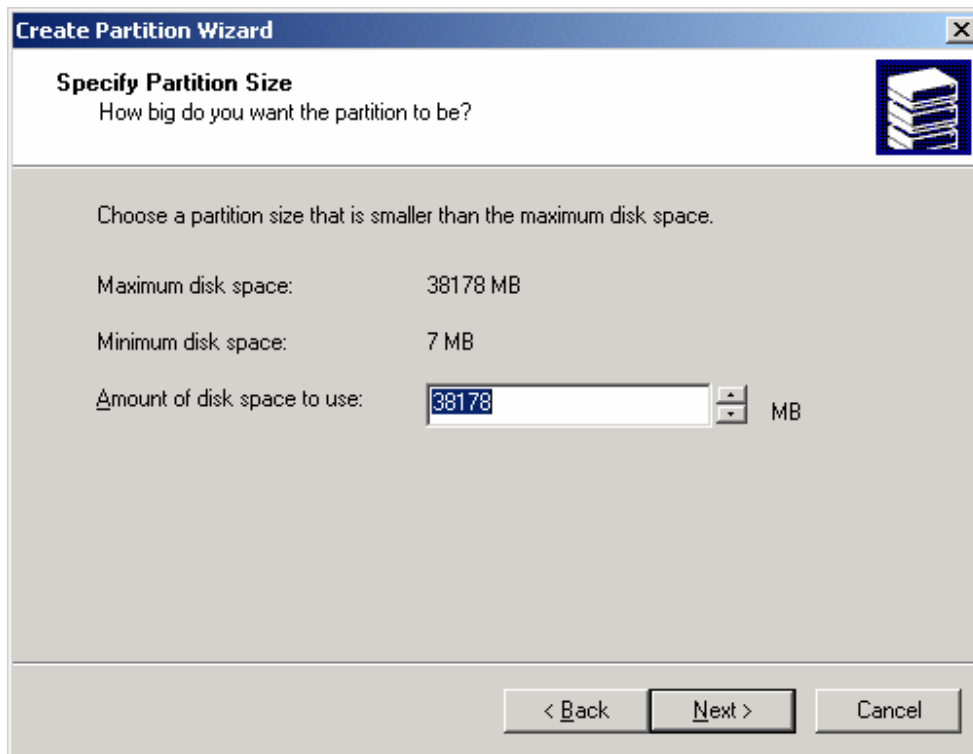 Create Partition Wizard
Specify Partition Size
How big do you want the partition to be?
Choose a partition size that is smaller than the maximum disk space.
Maximum disk space: 38178 MB
Minimum disk space: 7 MB
Amount of disk space to use: 38178 MB
< Back Next > Cancel